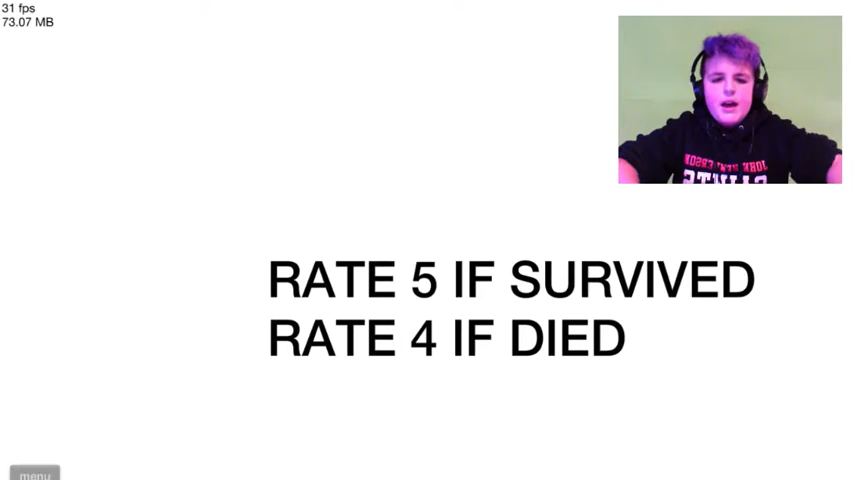 31 fps
73.07 MB
RATE 5 IF SURVIVED
RATE 4 IF DIED
menu